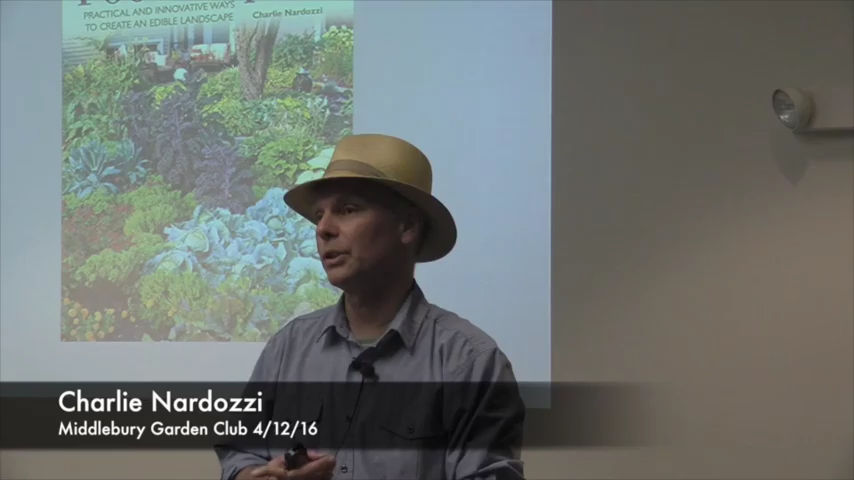 PRACTICAL AND INNOVATIVE WAYS
TO CREATE AN EDIBLE LANDSCAPE
Charlie Nardozzi
Charlie Nardozzi
Middlebury Garden Club 4/12/16